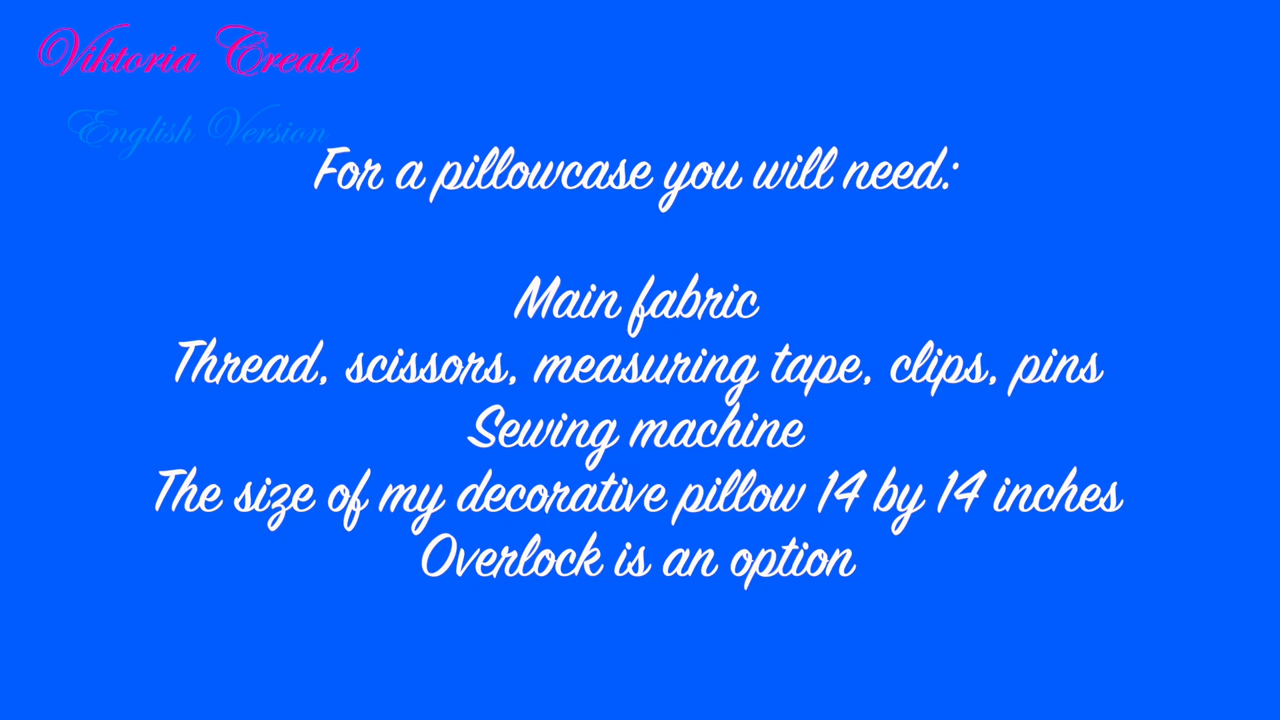 Viktoria Creates
English Version
For a pillowcase you will need:
Main fabric
Thread, scissors, measuring tape, clips, pins
Sewing machine
The size of my decorative pillow 14 by 14 inches
Overlock is an option